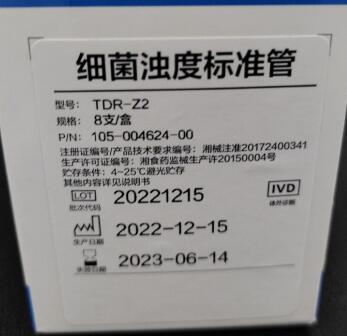 细菌浊度标准管
型号： TDR-Z2
规格： 8支/盒
P/N： 105-004624-00
注册证编号/产品技术要求编号：湘械注准20172400341
生产许可证编号：湘食药监械生产许20150004号
贮存条件：4-25℃避光贮存
其他内容详见说明书
LOT 20221215 IVD
批次代码 体外诊断
2022-12-15
生产日期
2023-06-14
失效日期